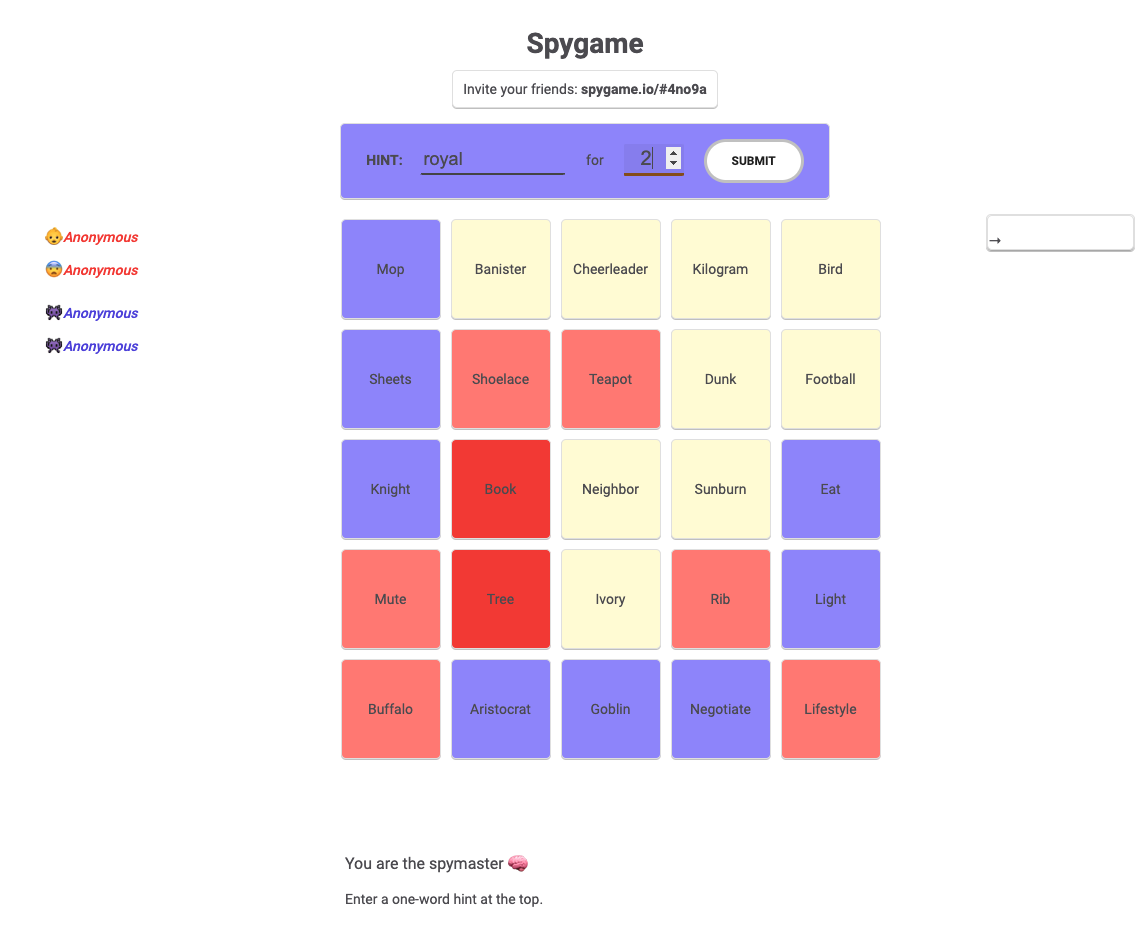 Spygame
Invite your friends: spygame.io/#4no9a
HINT: royal for 2 SUBMIT
Anonymous
Anonymous
Anonymous
Anonymous
→
Mop Banister Cheerleader Kilogram Bird
Sheets Shoelace Teapot Dunk Football
Knight Book Neighbor Sunburn Eat
Mute Tree Ivory Rib Light
Buffalo Aristocrat Goblin Negotiate Lifestyle
You are the spymaster 🧠
Enter a one-word hint at the top.